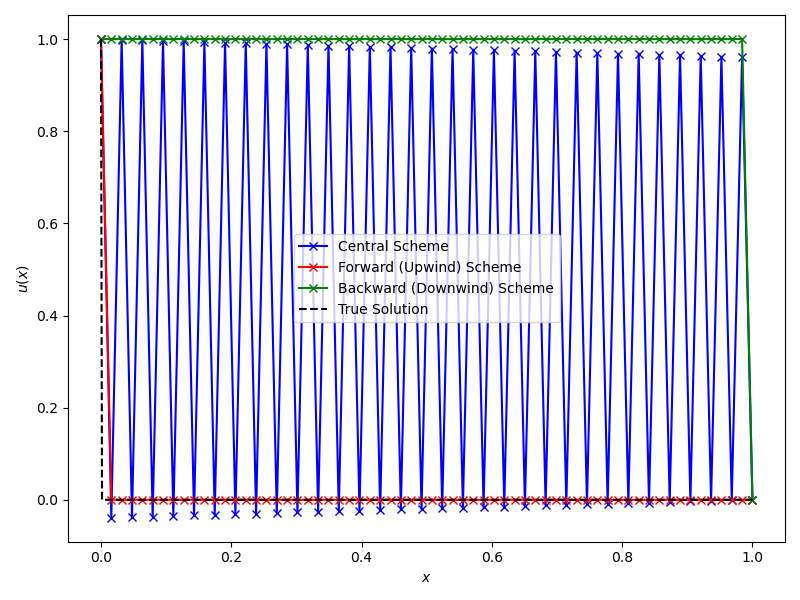 1.0
0.8
0.6
0.4
0.2
0.0
u(x)
Central Scheme
Forward (Upwind) Scheme
Backward (Downwind) Scheme
True Solution
0.0 0.2 0.4 0.6 0.8 1.0
x